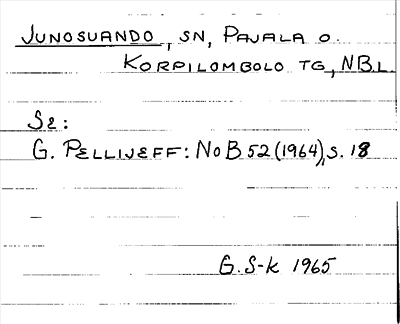 JUNOSUANDO, SN, PAJALA O.
KORPILOMBOLO TG, NBL.
Se:
G. PELLIJEFF: NoB 52 (1964), s. 18
G. S-k 1965